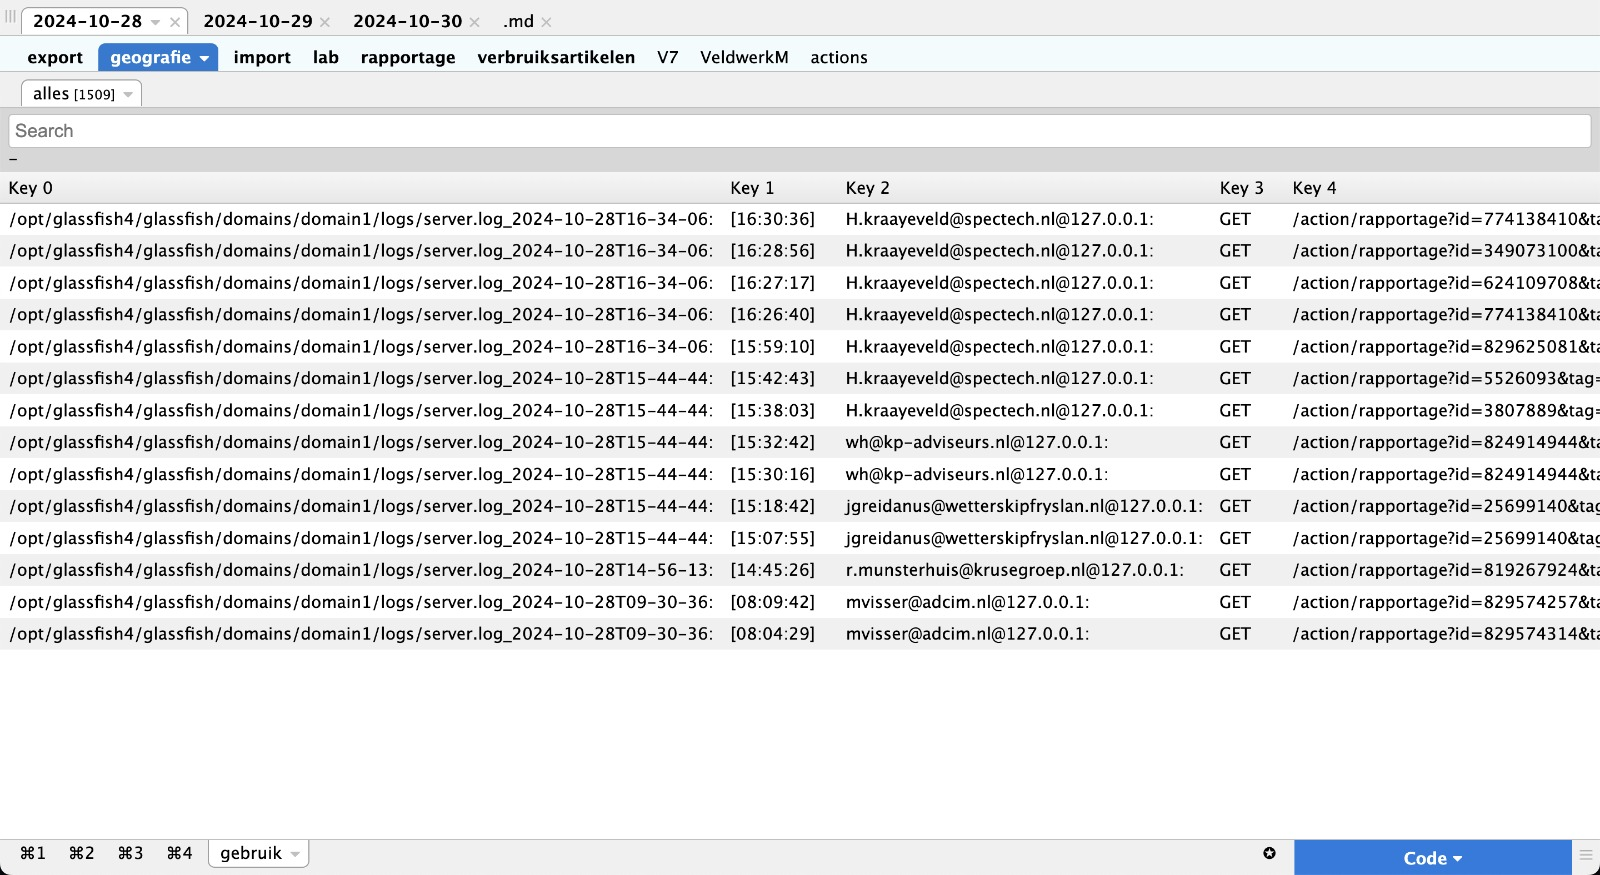 2024-10-28 2024-10-29 2024-10-30 .md
export geografie import lab rapportage verbruiksartikelen V7 VeldwerkM actions
alles [1509]
Search
–
Key 0 Key 1 Key 2 Key 3 Key 4
/opt/glassfish4/glassfish/domains/domain1/logs/server.log_2024-10-28T16-34-06: [16:30:36] H.kraayeveld@spectech.nl@127.0.0.1: GET /action/rapportage?id=774138410&ta
/opt/glassfish4/glassfish/domains/domain1/logs/server.log_2024-10-28T16-34-06: [16:28:56] H.kraayeveld@spectech.nl@127.0.0.1: GET /action/rapportage?id=349073100&ta
/opt/glassfish4/glassfish/domains/domain1/logs/server.log_2024-10-28T16-34-06: [16:27:17] H.kraayeveld@spectech.nl@127.0.0.1: GET /action/rapportage?id=624109708&ta
/opt/glassfish4/glassfish/domains/domain1/logs/server.log_2024-10-28T16-34-06: [16:26:40] H.kraayeveld@spectech.nl@127.0.0.1: GET /action/rapportage?id=774138410&ta
/opt/glassfish4/glassfish/domains/domain1/logs/server.log_2024-10-28T16-34-06: [15:59:10] H.kraayeveld@spectech.nl@127.0.0.1: GET /action/rapportage?id=829625081&ta
/opt/glassfish4/glassfish/domains/domain1/logs/server.log_2024-10-28T15-44-44: [15:42:43] H.kraayeveld@spectech.nl@127.0.0.1: GET /action/rapportage?id=5526093&tag=
/opt/glassfish4/glassfish/domains/domain1/logs/server.log_2024-10-28T15-44-44: [15:38:03] H.kraayeveld@spectech.nl@127.0.0.1: GET /action/rapportage?id=3807889&tag=
/opt/glassfish4/glassfish/domains/domain1/logs/server.log_2024-10-28T15-44-44: [15:32:42] wh@kp-adviseurs.nl@127.0.0.1: GET /action/rapportage?id=824914944&ta
/opt/glassfish4/glassfish/domains/domain1/logs/server.log_2024-10-28T15-44-44: [15:30:16] wh@kp-adviseurs.nl@127.0.0.1: GET /action/rapportage?id=824914944&ta
/opt/glassfish4/glassfish/domains/domain1/logs/server.log_2024-10-28T15-44-44: [15:18:42] jgreidanus@wetterskipfryslan.nl@127.0.0.1: GET /action/rapportage?id=25699140&tag
/opt/glassfish4/glassfish/domains/domain1/logs/server.log_2024-10-28T15-44-44: [15:07:55] jgreidanus@wetterskipfryslan.nl@127.0.0.1: GET /action/rapportage?id=25699140&tag
/opt/glassfish4/glassfish/domains/domain1/logs/server.log_2024-10-28T14-56-13: [14:45:26] r.munsterhuis@krusegroep.nl@127.0.0.1: GET /action/rapportage?id=819267924&ta
/opt/glassfish4/glassfish/domains/domain1/logs/server.log_2024-10-28T09-30-36: [08:09:42] mvisser@adcim.nl@127.0.0.1: GET /action/rapportage?id=829574257&ta
/opt/glassfish4/glassfish/domains/domain1/logs/server.log_2024-10-28T09-30-36: [08:04:29] mvisser@adcim.nl@127.0.0.1: GET /action/rapportage?id=829574314&ta
⌘1 ⌘2 ⌘3 ⌘4 gebruik Code